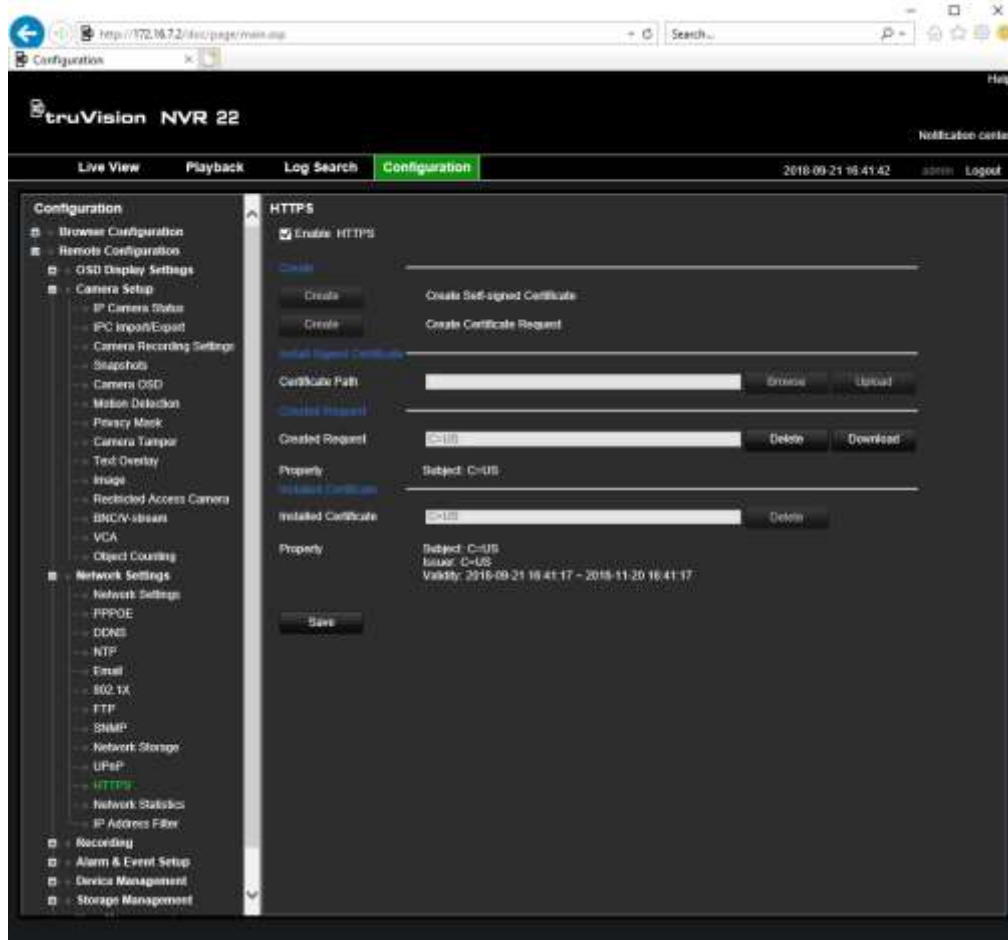 http://172.16.7.2/doc/page/main.asp
Search...
Configuration
Help
truVision NVR 22
Notification center
Live View Playback Log Search Configuration 2018-09-21 16:41:42 admin Logout
Configuration
Browser Configuration
Remote Configuration
OSD Display Settings
Camera Setup
IP Camera Status
IPC Import/Export
Camera Recording Settings
Snapshots
Camera OSD
Motion Detection
Privacy Mask
Camera Tamper
Text Overlay
Image
Restricted Access Camera
BNC/V-stream
VCA
Object Counting
Network Settings
Network Settings
PPPOE
DDNS
NTP
Email
802.1X
FTP
SNMP
Network Storage
UPnP
HTTPS
Network Statistics
IP Address Filter
Recording
Alarm & Event Setup
Device Management
Storage Management
HTTPS
Enable HTTPS
Create
Create Create Self-signed Certificate
Create Create Certificate Request
Install Signed Certificate
Certificate Path Browse Upload
Created Request
Created Request C=US Delete Download
Property Subject: C=US
Installed Certificate
Installed Certificate C=US Delete
Property Subject: C=US
Issuer: C=US
Validity: 2018-09-21 16:41:17 ~ 2018-11-20 16:41:17
Save